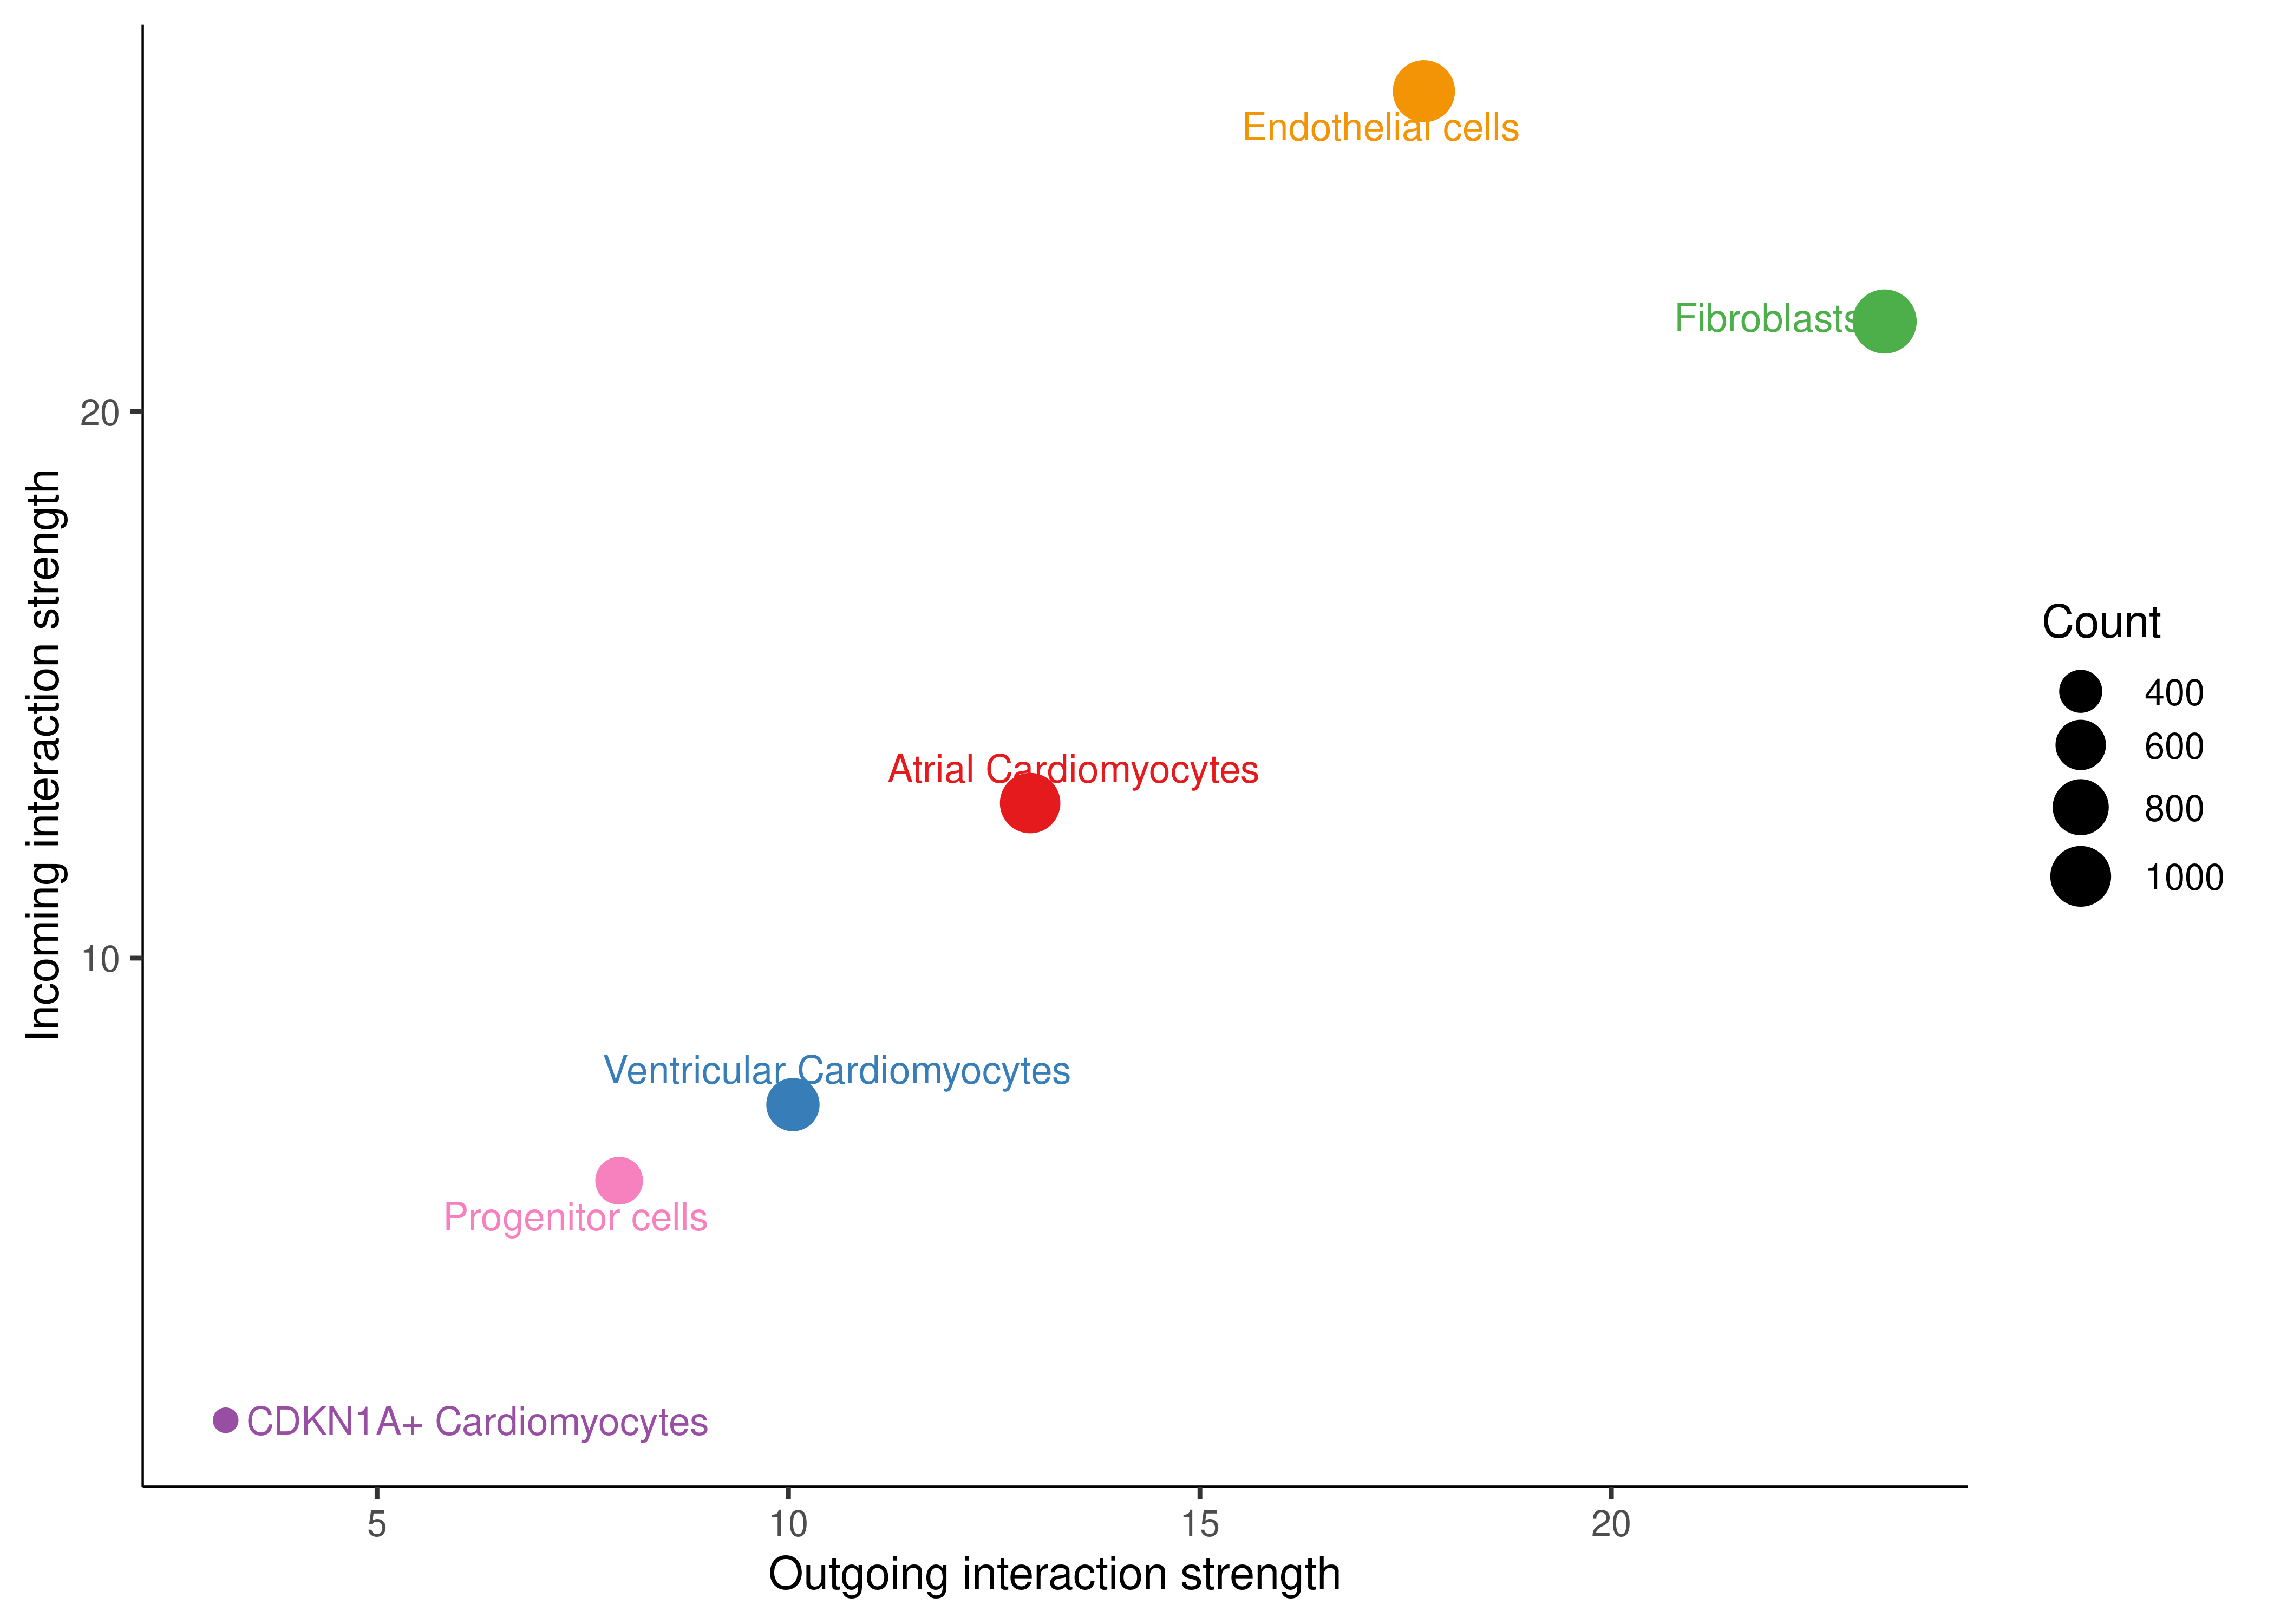 Endothelial cells
Fibroblasts
20
Incoming interaction strength
Count
400
600
Atrial Cardiomyocytes
800
1000
10
Ventricular Cardiomyocytes
Progenitor cells
CDKN1A+ Cardiomyocytes
5
10
15
20
Outgoing interaction strength